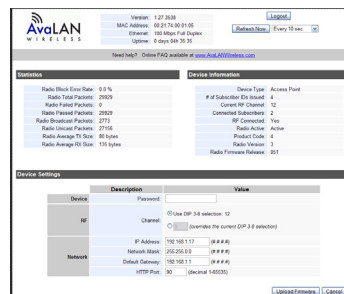 AvaLAN
WIRELESS
Version: 1.27.3638
MAC Address: 00:21:74:00:01:05
Ethernet: 100 Mbps Full Duplex
Uptime: 0 days 04h 35:35
Logout
Refresh Now Every 10 sec
Need help? Online FAQ available at www.AvaLANWireless.com
Statistics
Radio Block Error Rate: 0.0 %
Radio Total Packets: 29929
Radio Failed Packets: 0
Radio Passed Packets: 29929
Radio Broadcast Packets: 2773
Radio Unicast Packets: 27156
Radio Average TX Size: 80 bytes
Radio Average RX Size: 135 bytes
Device Information
Device Type: Access Point
# of Subscriber IDs Issued: 4
Current RF Channel: 12
Connected Subscribers: 2
RF Connected: Yes
Radio Active: Active
Product Code: 4
Radio Version: 3
Radio Firmware Release: 851
Device Settings
Description Value
Device Password:
RF Channel: Use DIP 3-8 selection: 12
(overrides the current DIP 3-8 selection)
Network
IP Address: 192.168.1.17 (#.#.#.#)
Network Mask: 255.255.0.0 (#.#.#.#)
Default Gateway: 192.168.1.1 (#.#.#.#)
HTTP Port: 90 (decimal 1-65535)
Upload Firmware Cancel